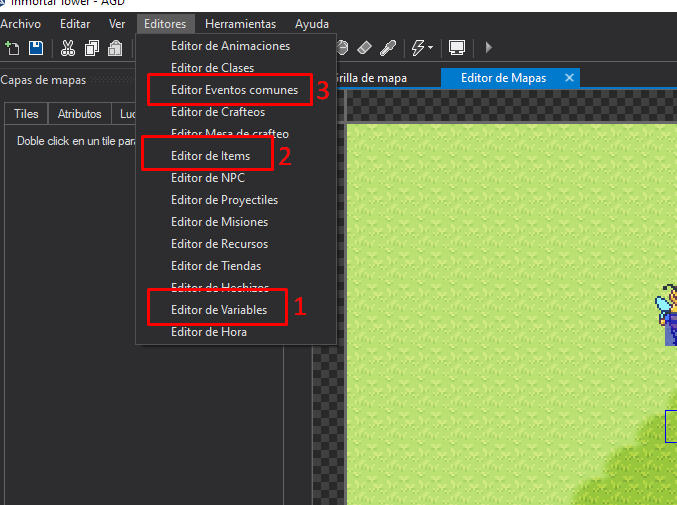 Inmortal Tower - AGD
Archivo Editar Ver Editores Herramientas Ayuda
Editor de Animaciones
Editor de Clases
Editor Eventos comunes 3
Editor de Crafteos
Editor Mesa de crafteo
Editor de Items 2
Editor de NPC
Editor de Proyectiles
Editor de Misiones
Editor de Recursos
Editor de Tiendas
Editor de Hechizos
Editor de Variables 1
Editor de Hora
Capas de mapas
rilla de mapa Editor de Mapas
Tiles Atributos Luc
Doble click en un tile para